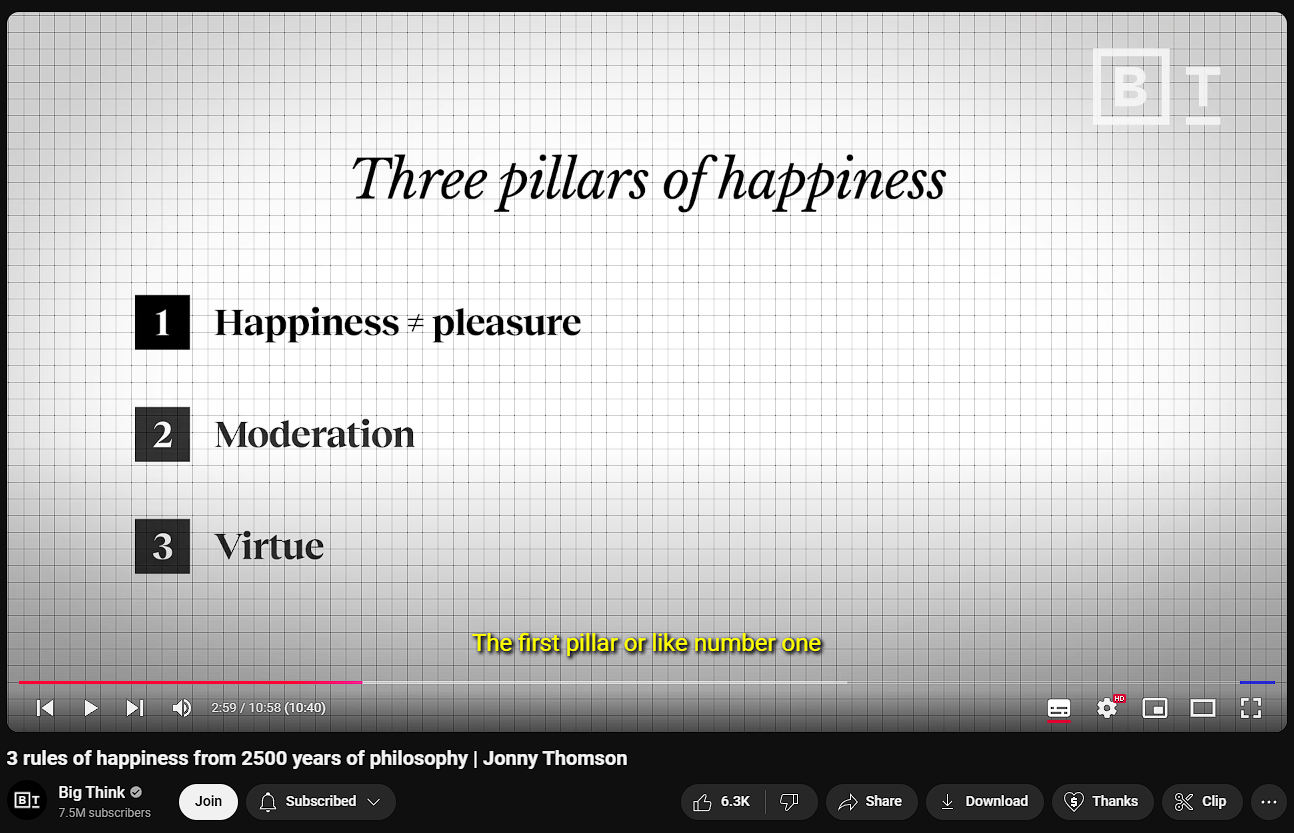 B T
Three pillars of happiness
1 Happiness ≠ pleasure
2 Moderation
3 Virtue
The first pillar or like number one
2:59 / 10:58 (10:40)
HD
3 rules of happiness from 2500 years of philosophy | Jonny Thomson
BT
Big Think
7.5M subscribers
Join
Subscribed
6.3K
Share
Download
Thanks
Clip